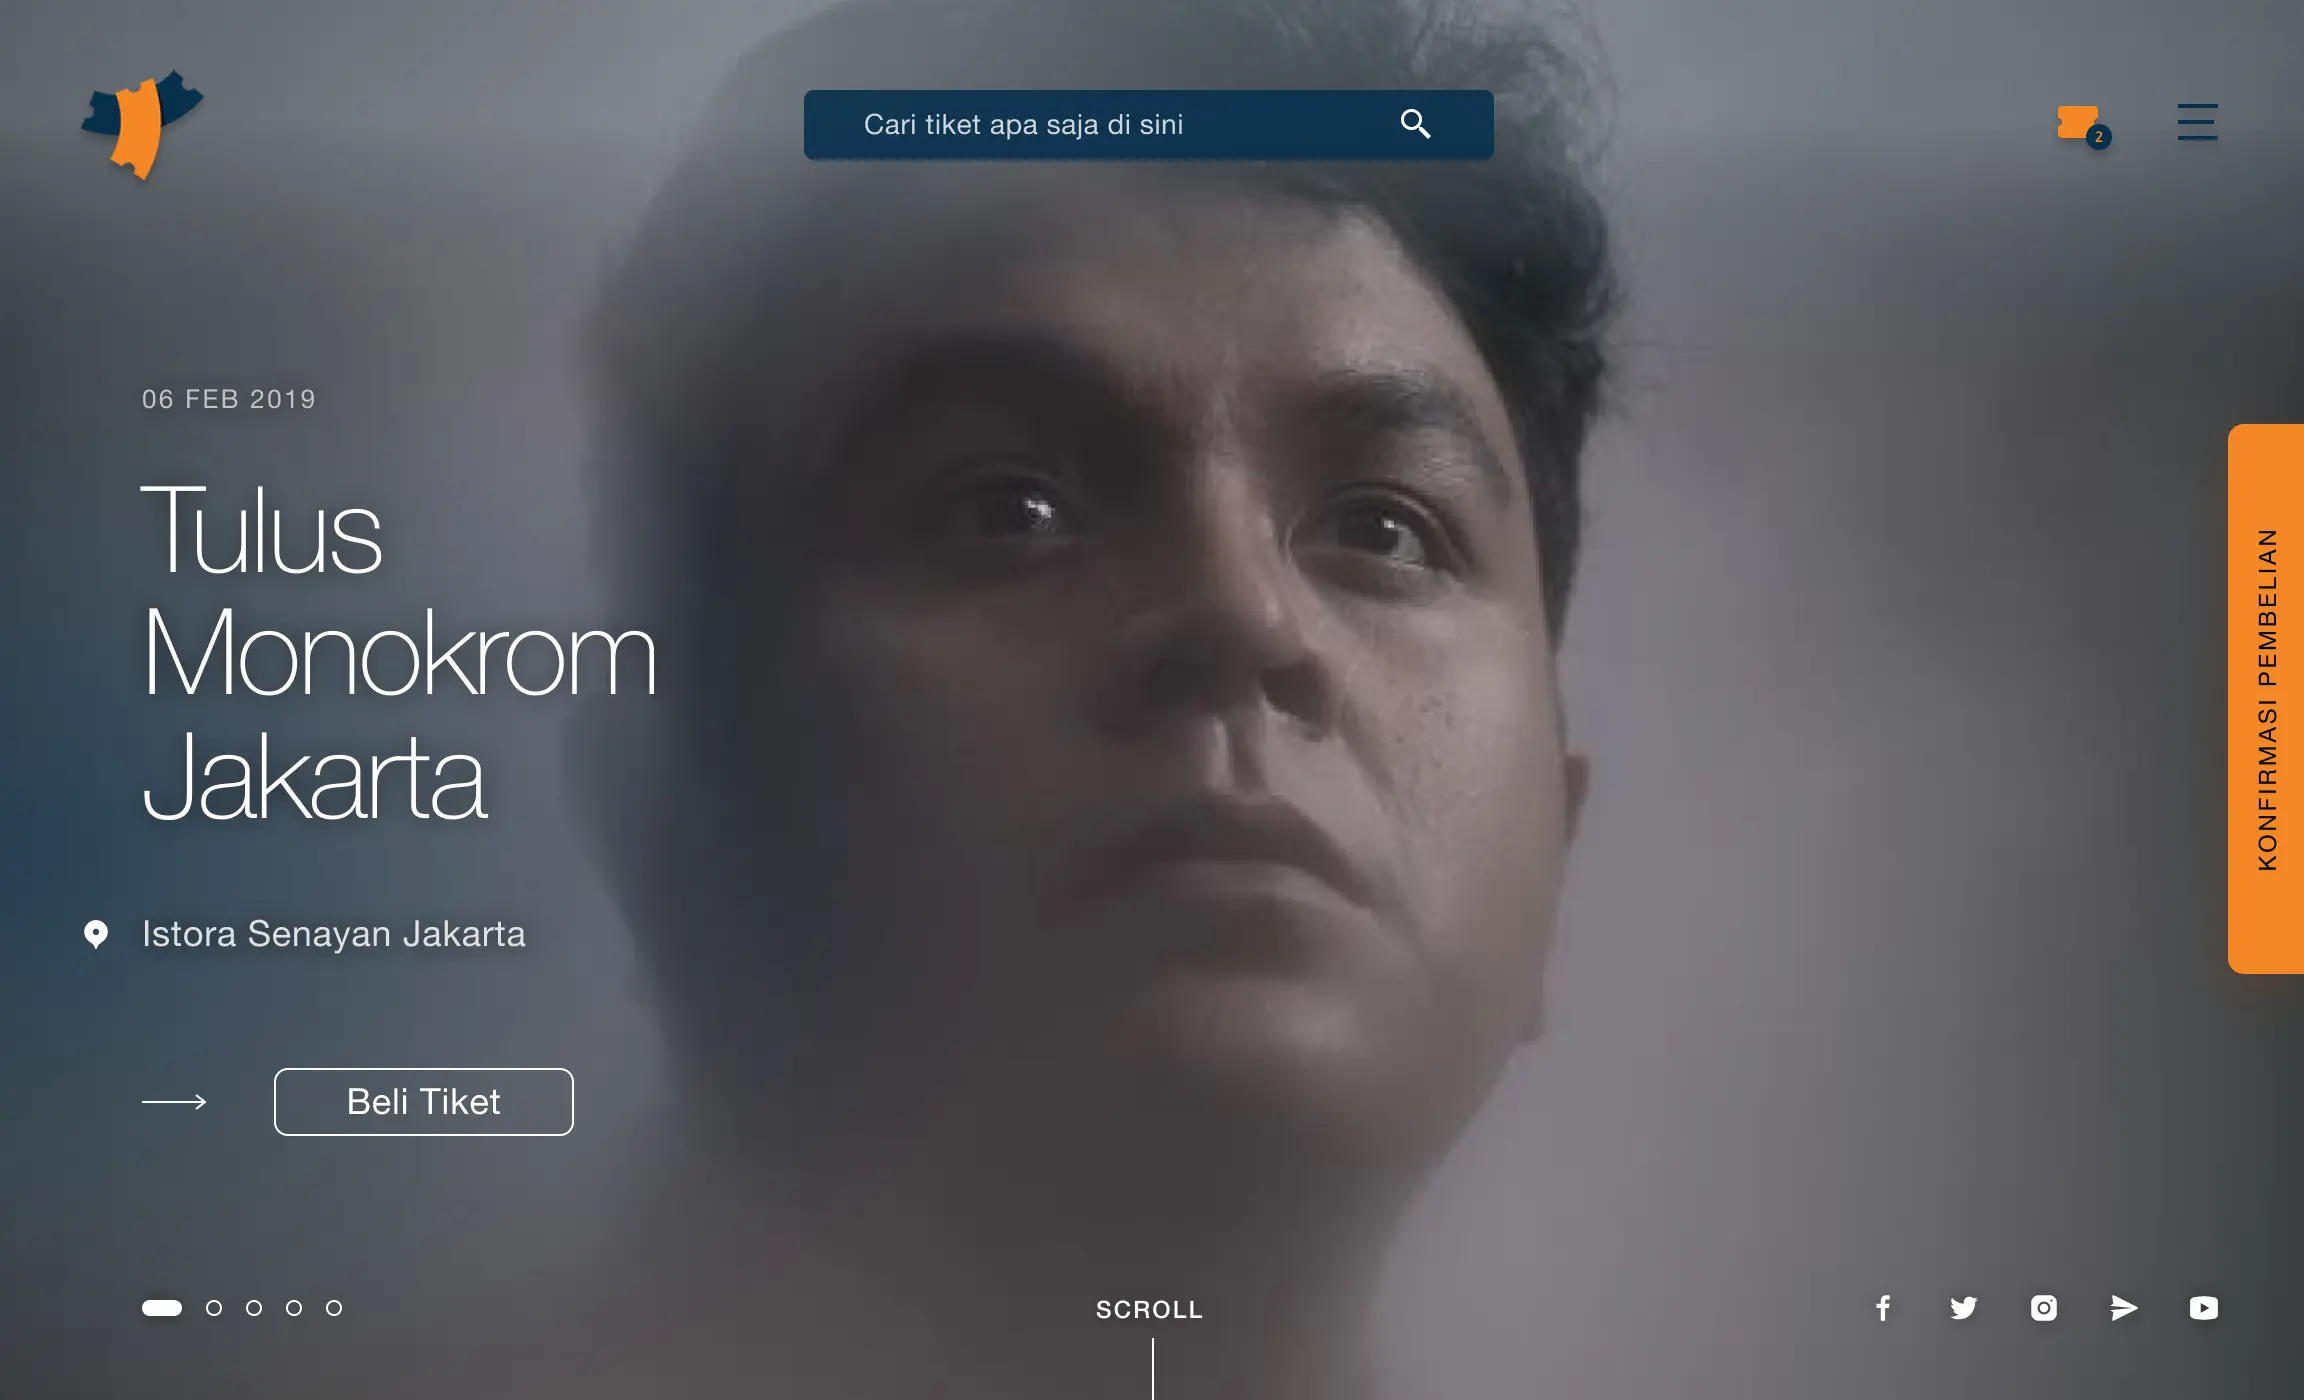 Cari tiket apa saja di sini
2
06 FEB 2019
Tulus
Monokrom
Jakarta
Istora Senayan Jakarta
Beli Tiket
KONFIRMASI PEMBELIAN
SCROLL